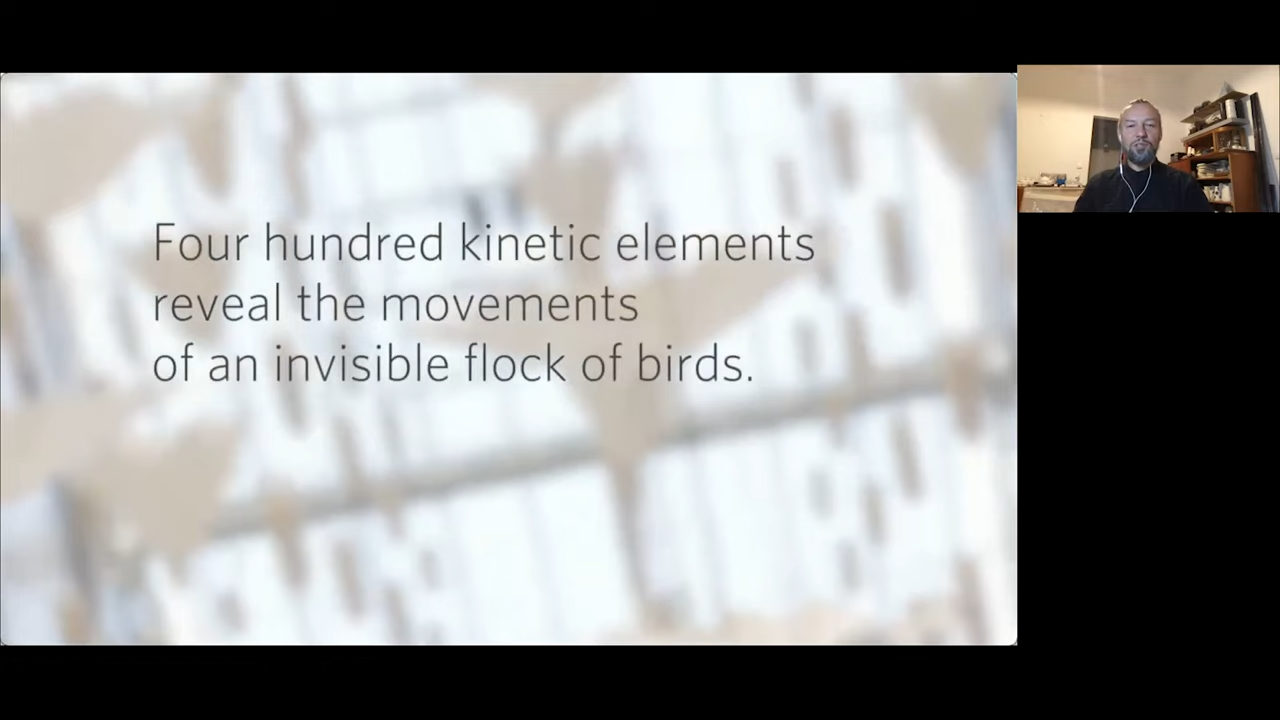 Four hundred kinetic elements
reveal the movements
of an invisible flock of birds.